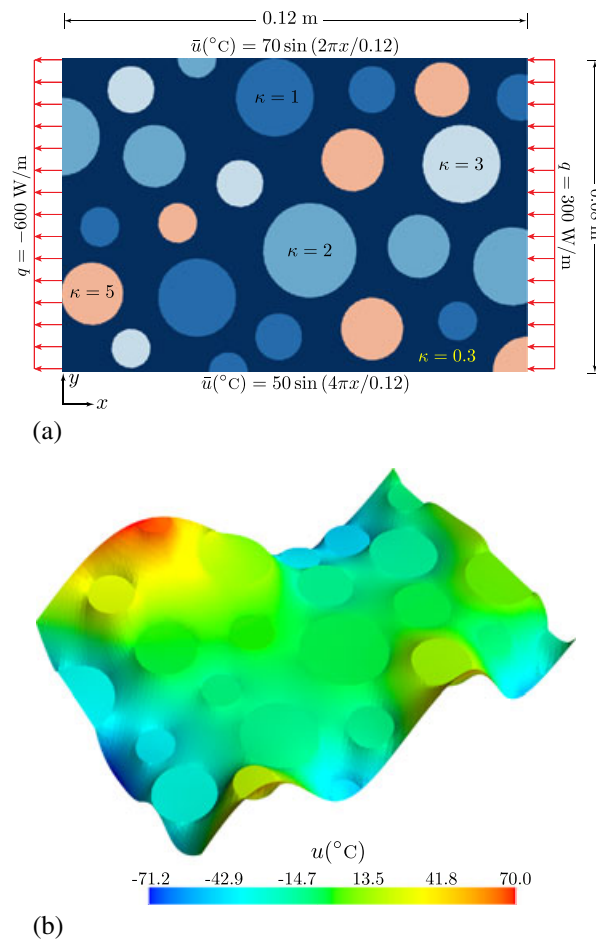 0.12 m
ū(°C) = 70 sin (2πx/0.12)
κ = 1
κ = 3
q = −600 W/m
q = 300 W/m
κ = 2
κ = 5
κ = 0.3
y
ū(°C) = 50 sin (4πx/0.12)
x
(a)
u(°C)
-71.2 -42.9 -14.7 13.5 41.8 70.0
(b)